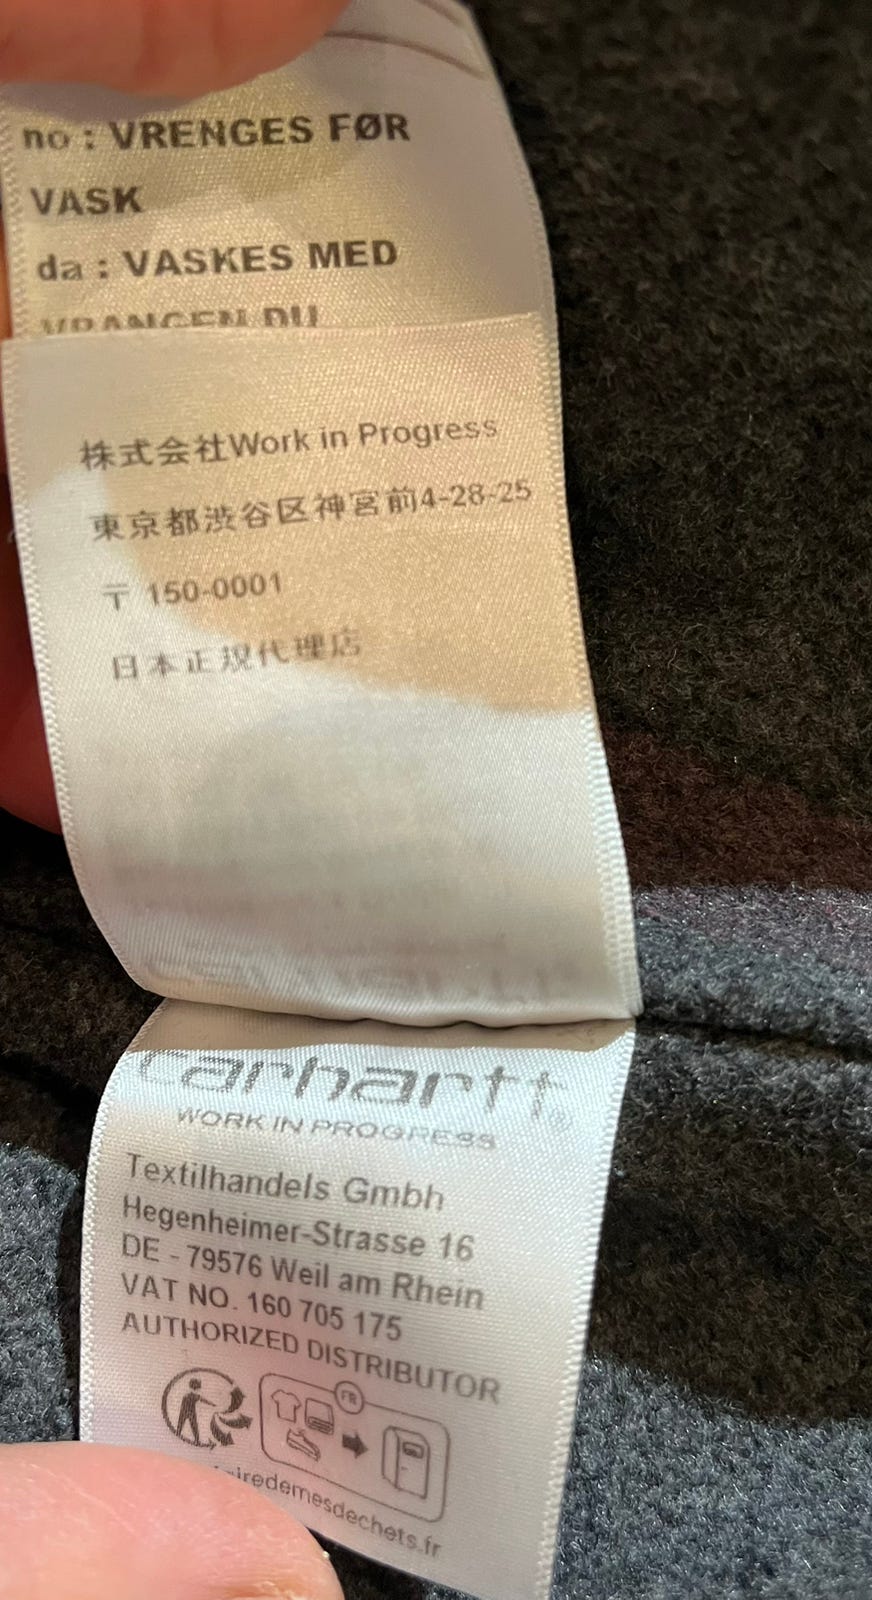 no : VRENGES FØR
VASK
da : VASKES MED
VRANGEN DU
株式会社Work in Progress
東京都渋谷区神宮前4-28-25
〒 150-0001
日本正規代理店
carhartt®
WORK IN PROGRESS
Textilhandels Gmbh
Hegenheimer-Strasse 16
DE - 79576 Weil am Rhein
VAT NO. 160 705 175
AUTHORIZED DISTRIBUTOR
FR